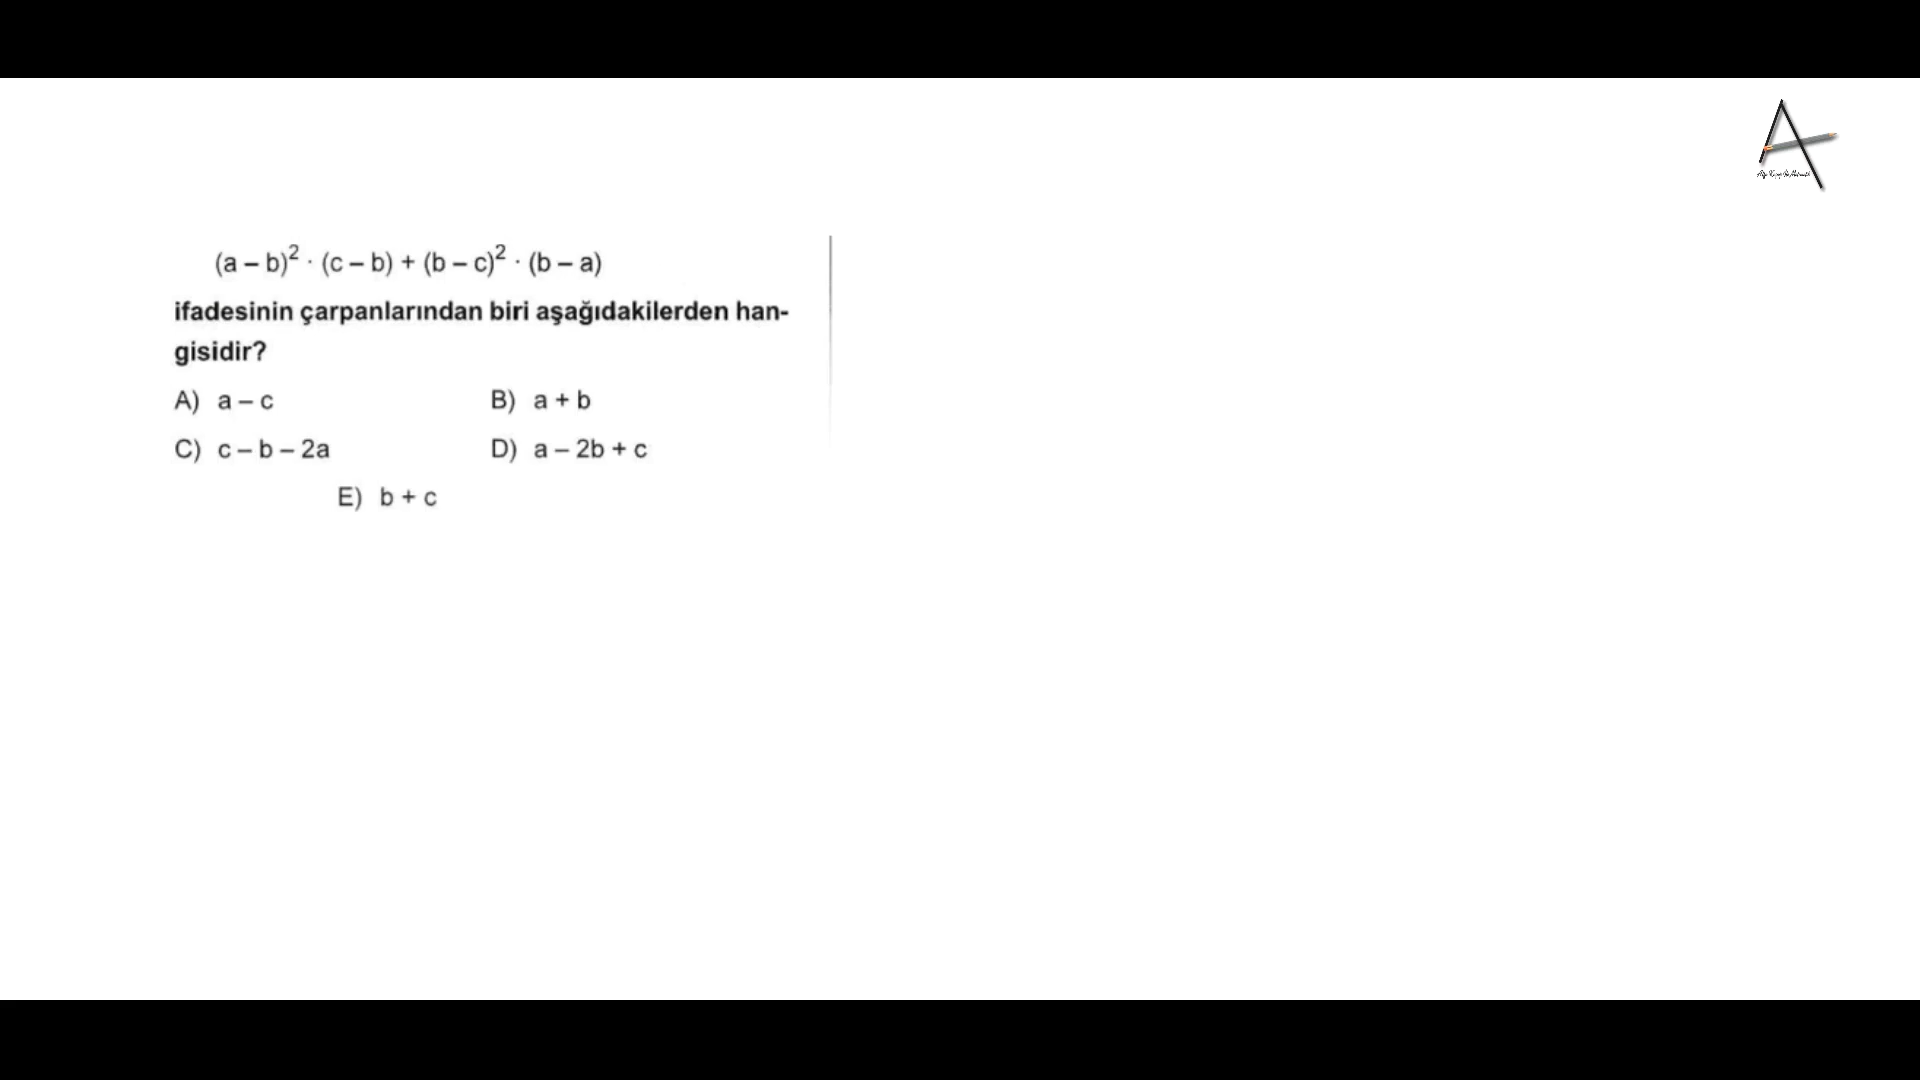 (a – b)² · (c – b) + (b – c)² · (b – a)
ifadesinin çarpanlarından biri aşağıdakilerden han-
gisidir?
A) a – c
B) a + b
C) c – b – 2a
D) a – 2b + c
E) b + c